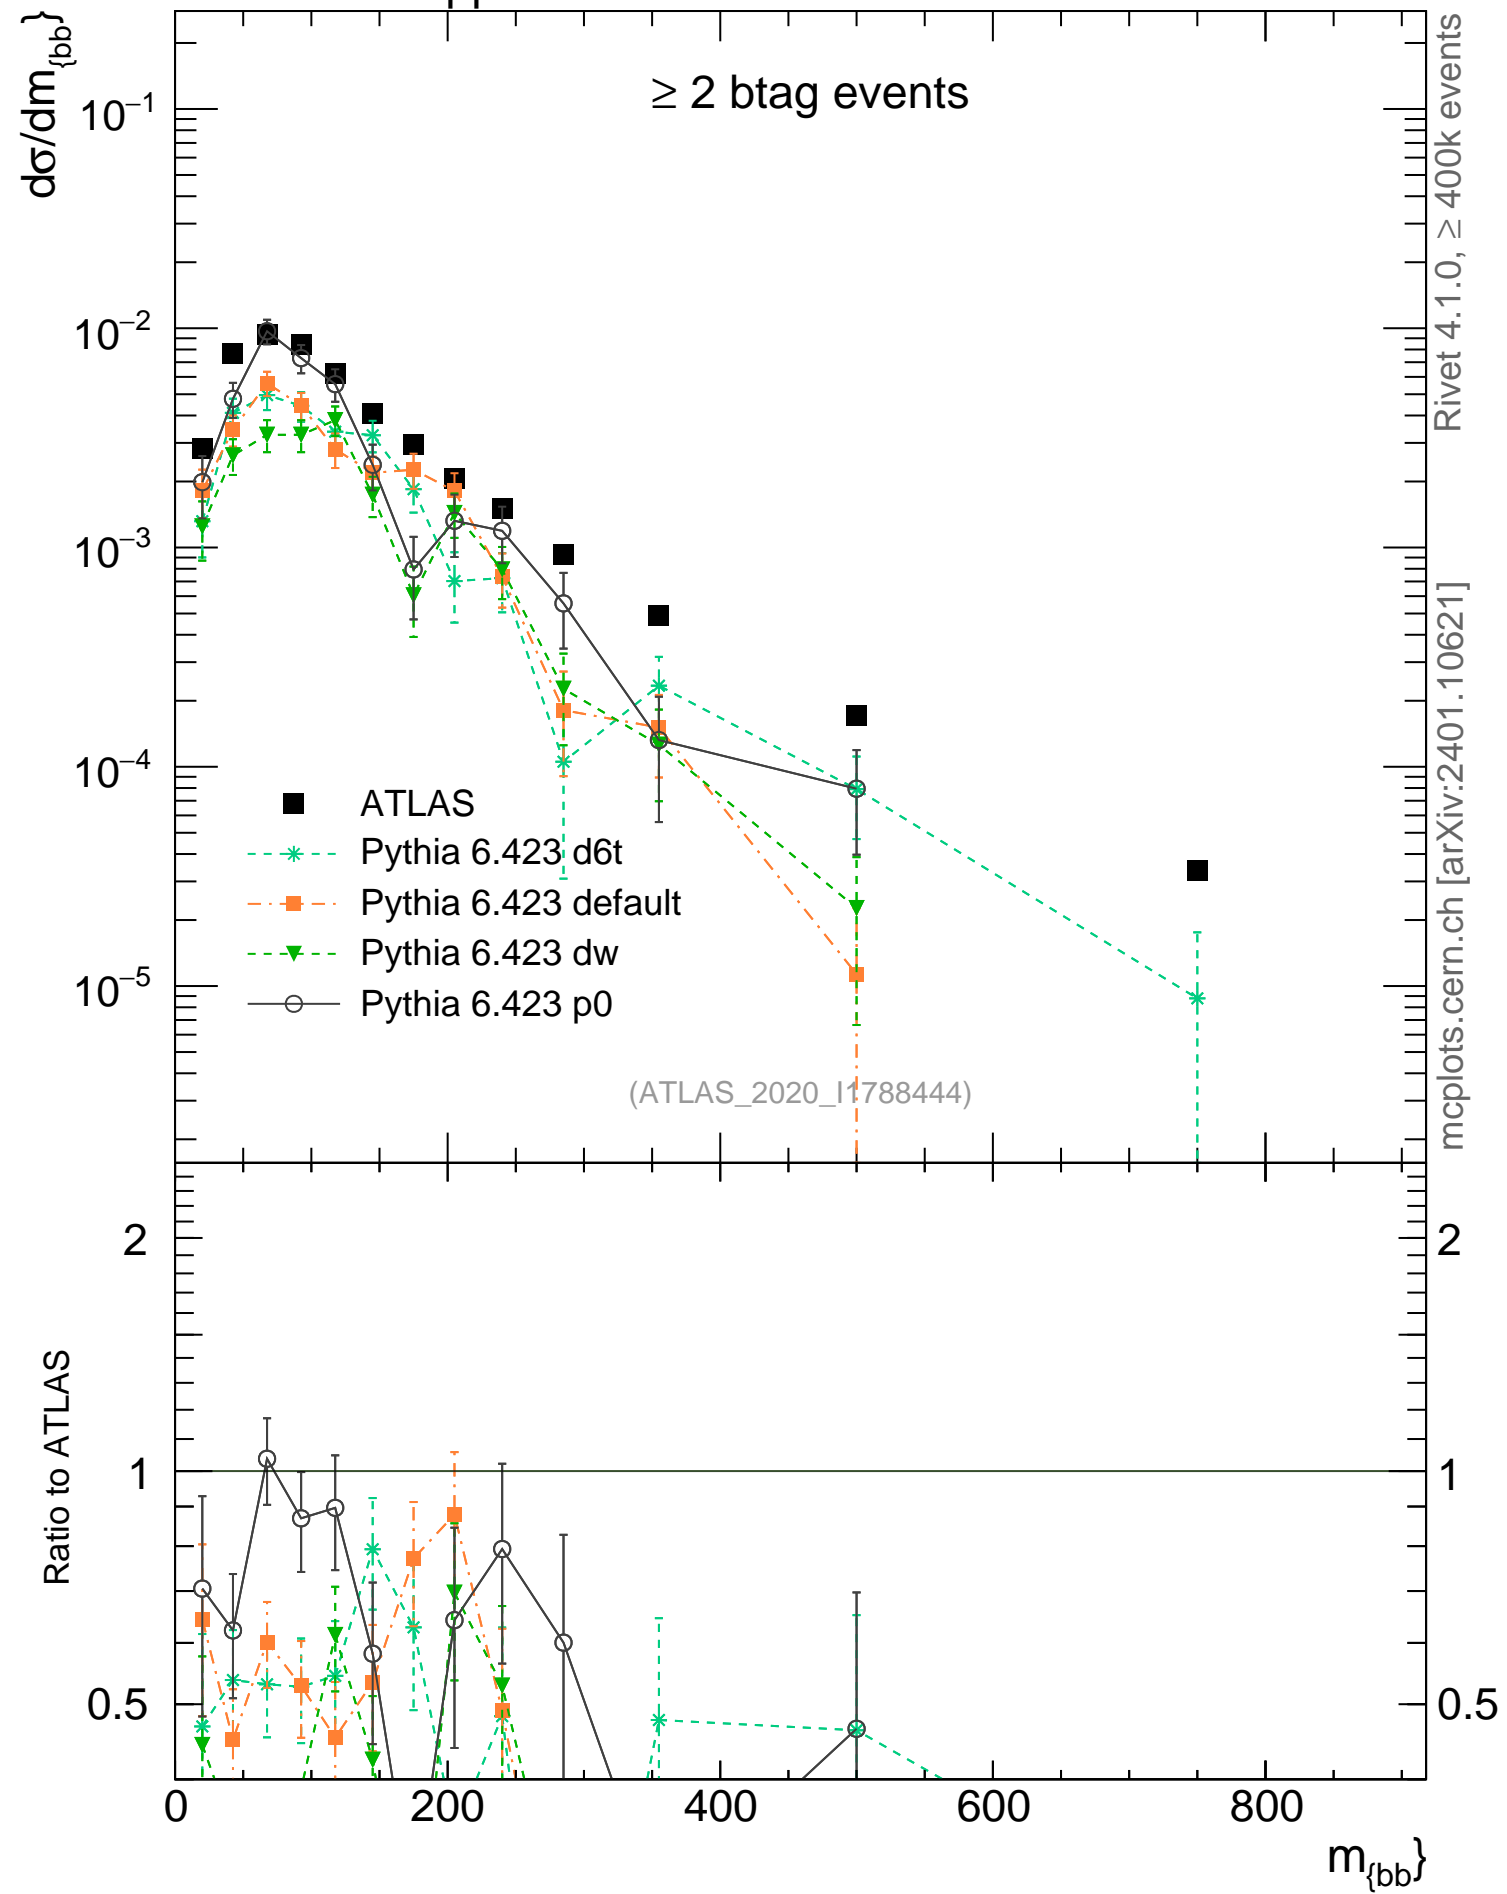 dσ/dm_{bb}}
≥ 2 btag events
10⁻¹
10⁻²
10⁻³
10⁻⁴
10⁻⁵
ATLAS
Pythia 6.423 d6t
Pythia 6.423 default
Pythia 6.423 dw
Pythia 6.423 p0
(ATLAS_2020_I1788444)
Rivet 4.1.0, ≥ 400k events
mcplots.cern.ch [arXiv:2401.10621]
Ratio to ATLAS
2 2
1 1
0.5 0.5
0 200 400 600 800
m_{bb}}